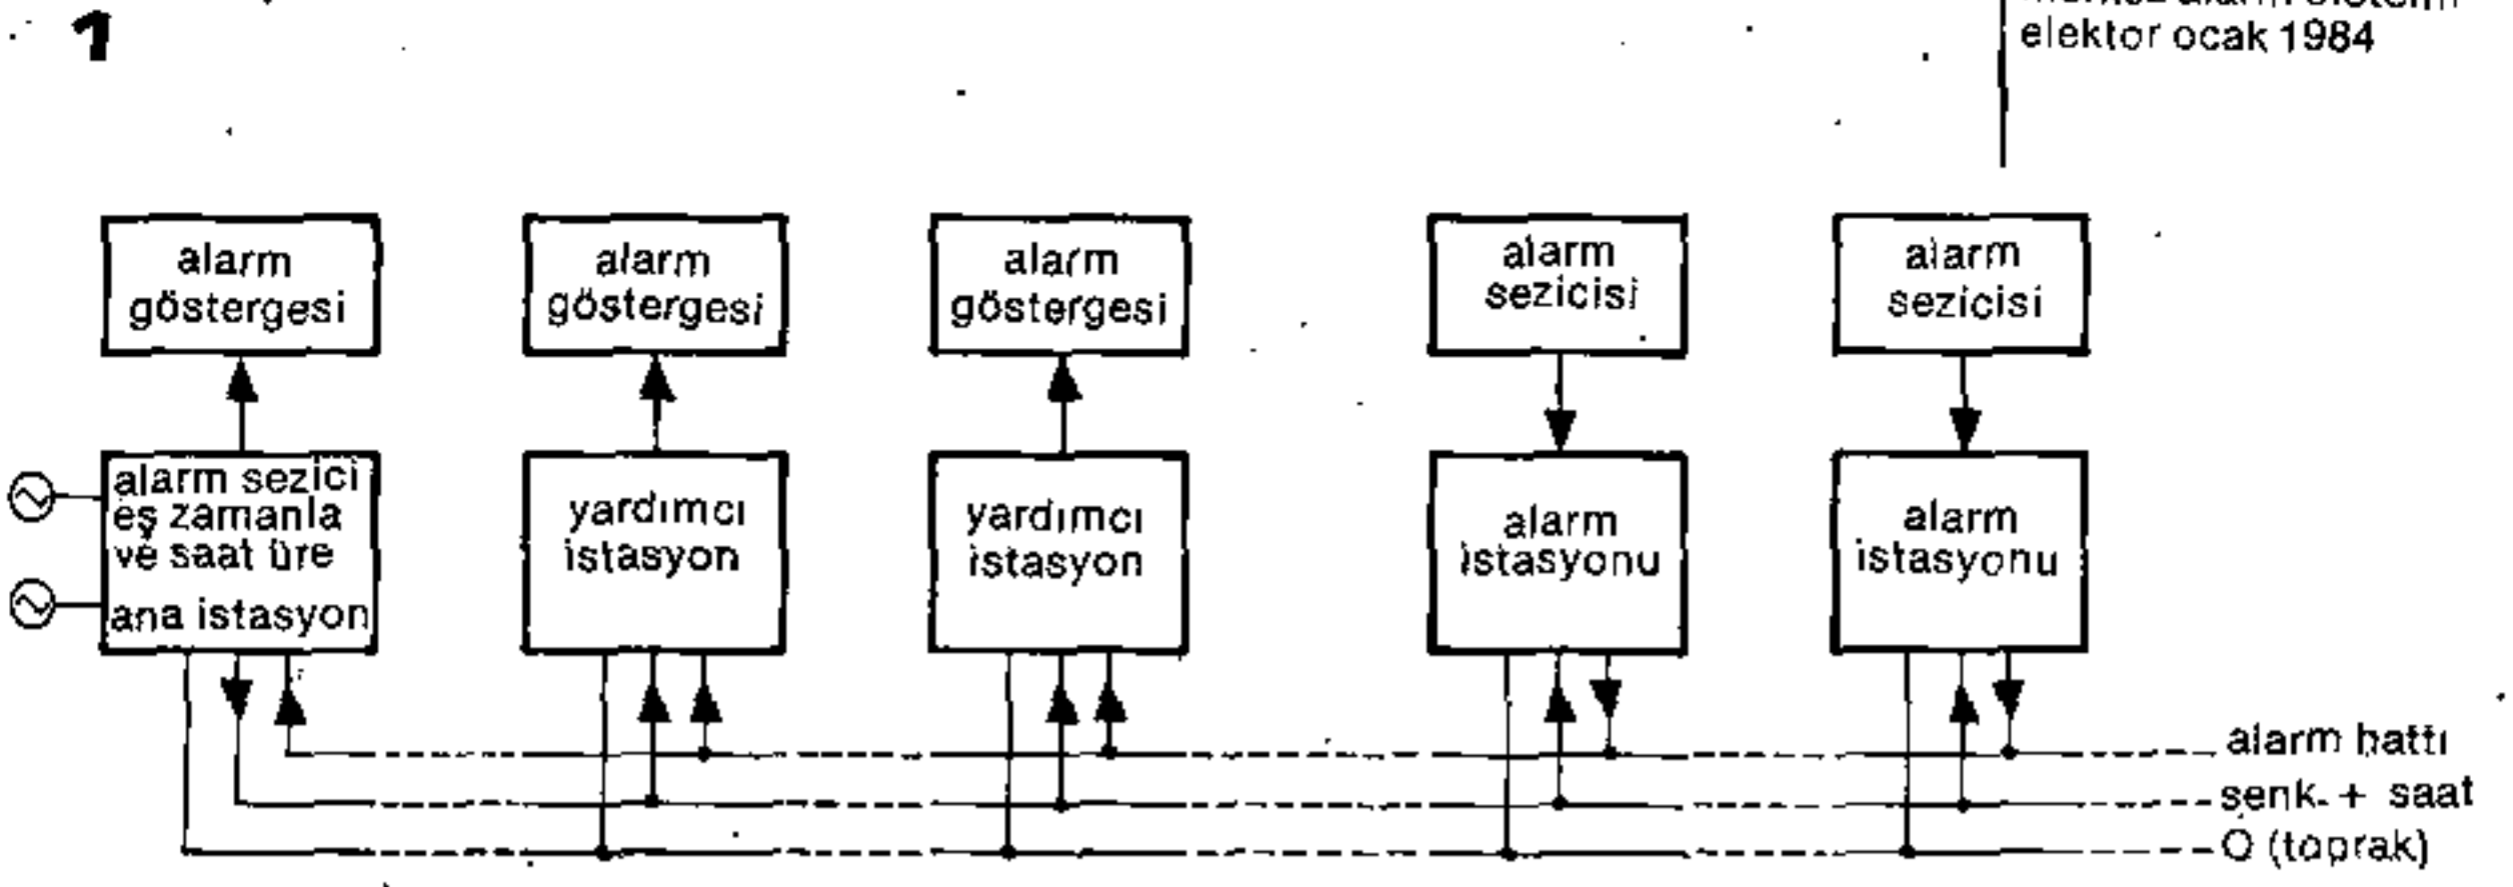 1
elektor ocak 1984
alarm
göstergesi
alarm
göstergesi
alarm
göstergesi
alarm
sezicisi
alarm
sezicisi
alarm sezici
eş zamanla
ve saat üre
ana istasyon
yardımcı
istasyon
yardımcı
istasyon
alarm
istasyonu
alarm
istasyonu
alarm hattı
senk. + saat
0 (toprak)